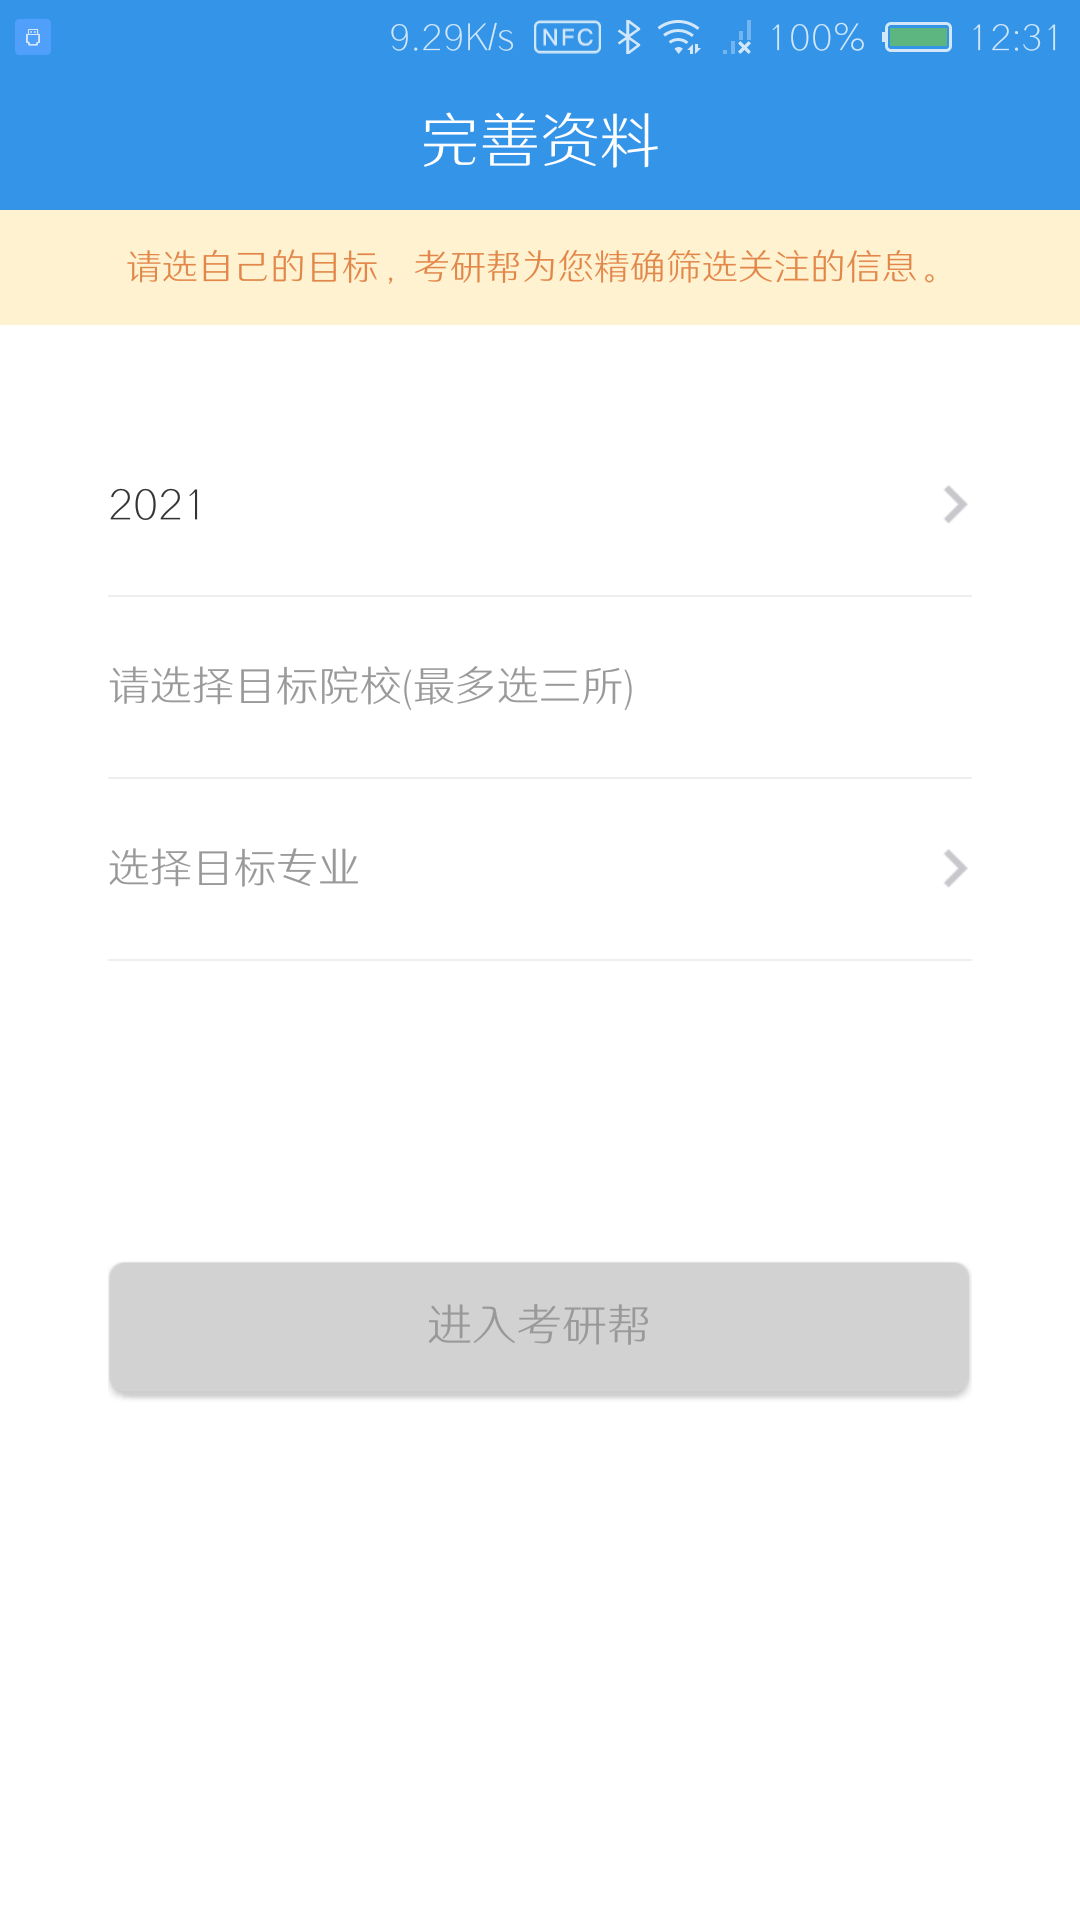 9.29K/s NFC 100% 12:31
完善资料
请选自己的目标，考研帮为您精确筛选关注的信息。
2021
请选择目标院校(最多选三所)
选择目标专业
进入考研帮